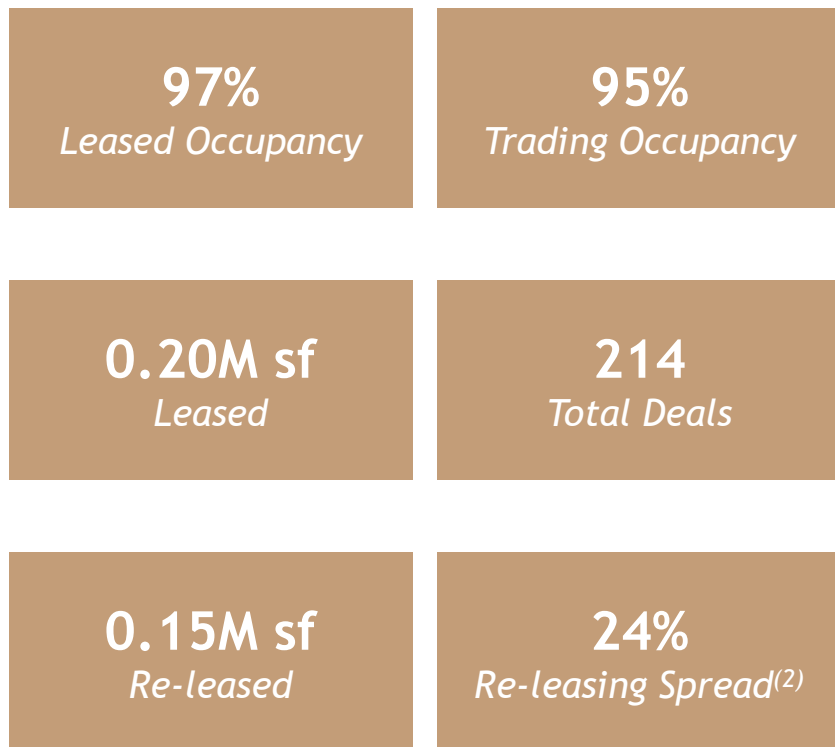 97%
Leased Occupancy
95%
Trading Occupancy
0.20M sf
Leased
214
Total Deals
0.15M sf
Re-leased
24%
Re-leasing Spread(2)